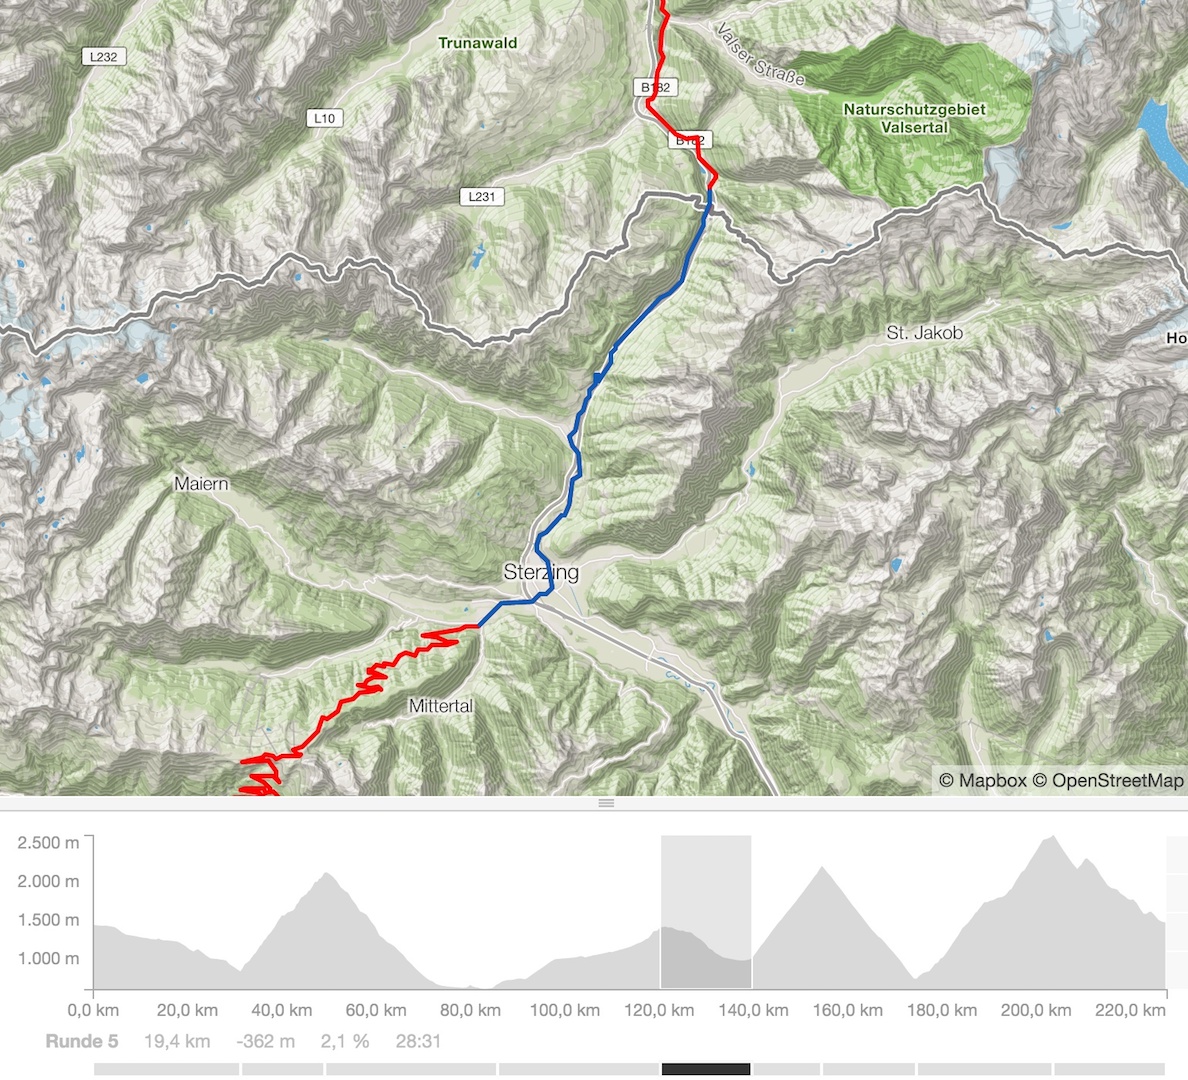 L232
Trunawald
Valser Straße
B182
L10
Naturschutzgebiet
Valsertal
B182
L231
St. Jakob
Ho
Maiern
Sterzing
Mittertal
© Mapbox © OpenStreetMap
2.500 m
2.000 m
1.500 m
1.000 m
0,0 km 20,0 km 40,0 km 60,0 km 80,0 km 100,0 km 120,0 km 140,0 km 160,0 km 180,0 km 200,0 km 220,0 km
Runde 5 19,4 km -362 m 2,1 % 28:31